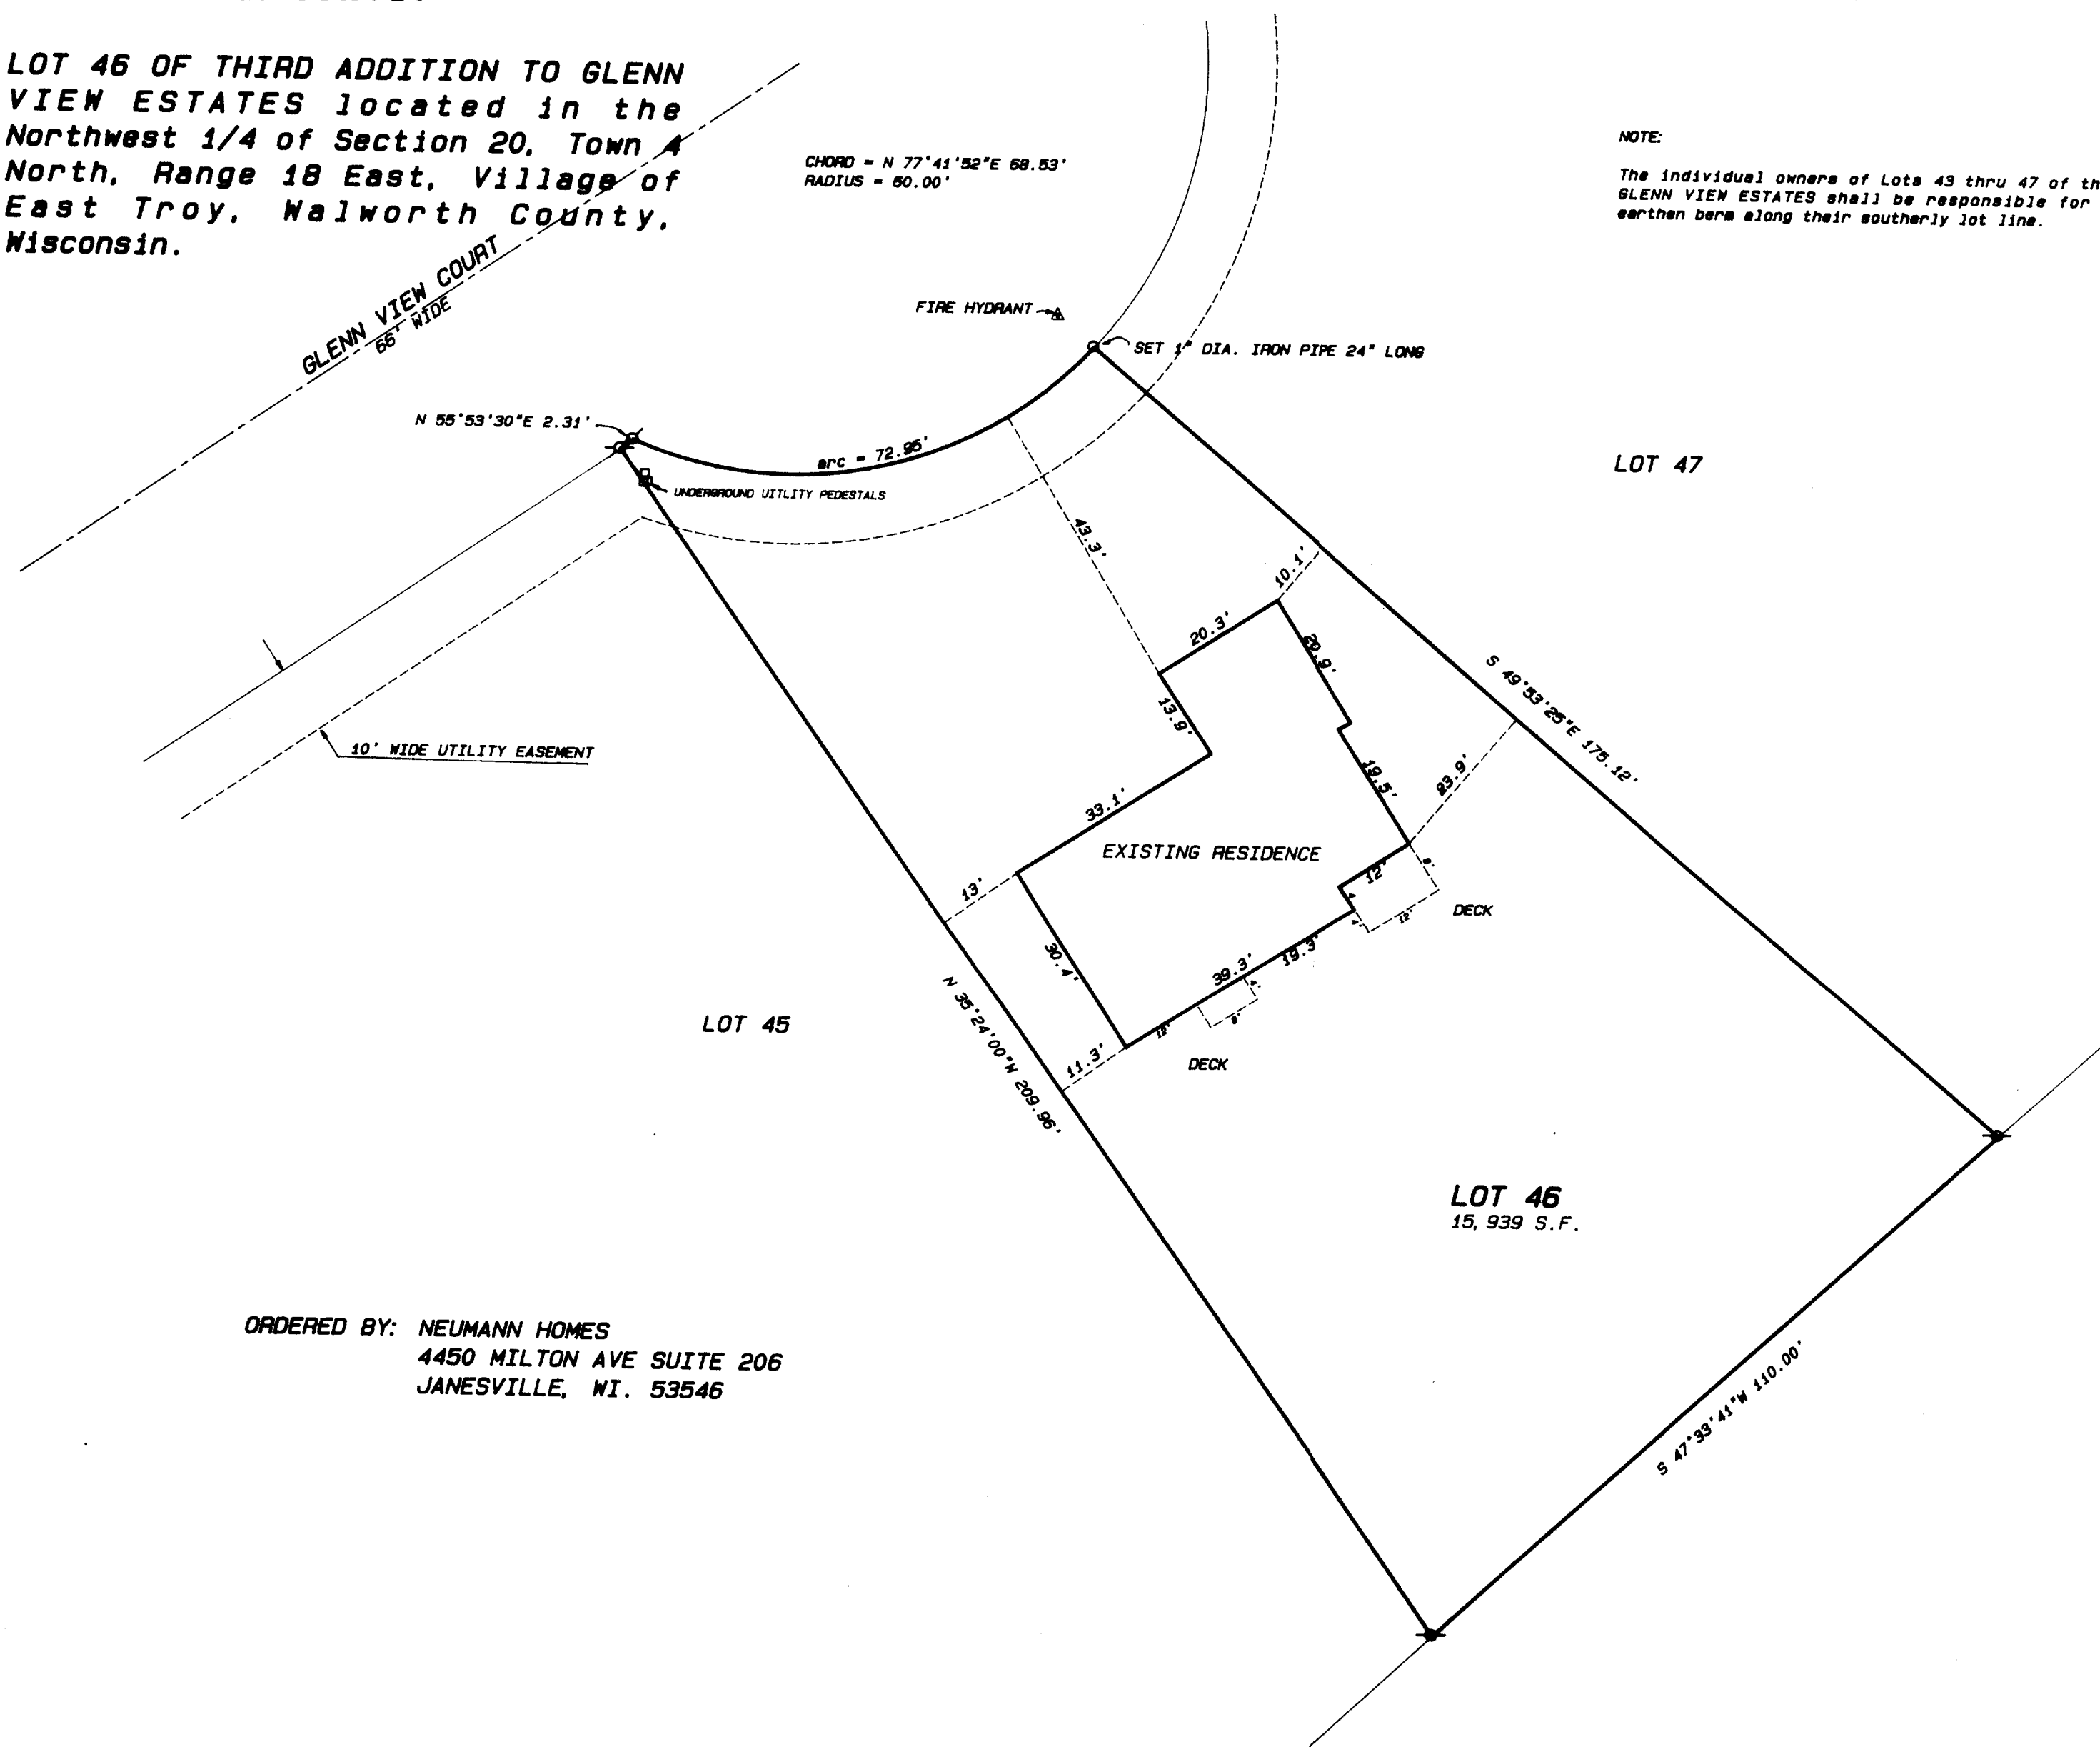 LOT 46 OF THIRD ADDITION TO GLENN
VIEW ESTATES located in the
Northwest 1/4 of Section 20, Town 4
North, Range 18 East, Village of
East Troy, Walworth County,
Wisconsin.
CHORD = N 77°41'52"E 68.53'
RADIUS = 60.00'
NOTE:
The individual owners of Lots 43 thru 47 of th
GLENN VIEW ESTATES shall be responsible for
earthen berm along their southerly lot line.
GLENN VIEW COURT
66' WIDE
FIRE HYDRANT
SET 1" DIA. IRON PIPE 24" LONG
N 55°53'30"E 2.31'
arc = 72.95'
UNDERGROUND UITLITY PEDESTALS
LOT 47
43.3'
10.1'
20.3'
20.9'
13.9'
S 49°53'25"E 175.12'
10' WIDE UTILITY EASEMENT
19.5'
23.9'
33.1'
EXISTING RESIDENCE
13'
12'
8'
4'
4'
12'
DECK
30.4'
39.3'
19.3'
4'
8'
12'
11.3'
DECK
N 35°24'00"W 209.96'
LOT 45
LOT 46
15,939 S.F.
ORDERED BY: NEUMANN HOMES
4450 MILTON AVE SUITE 206
JANESVILLE, WI. 53546
S 47°33'41"W 110.00'